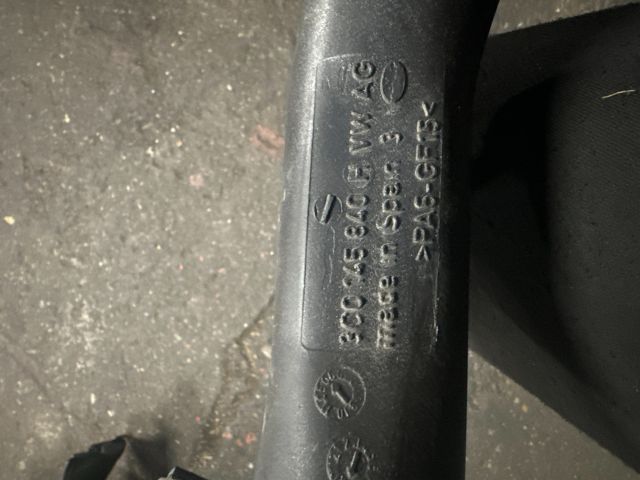 3C0 145 840 H VW AG
made in Spain 3
>PA6-GF15<